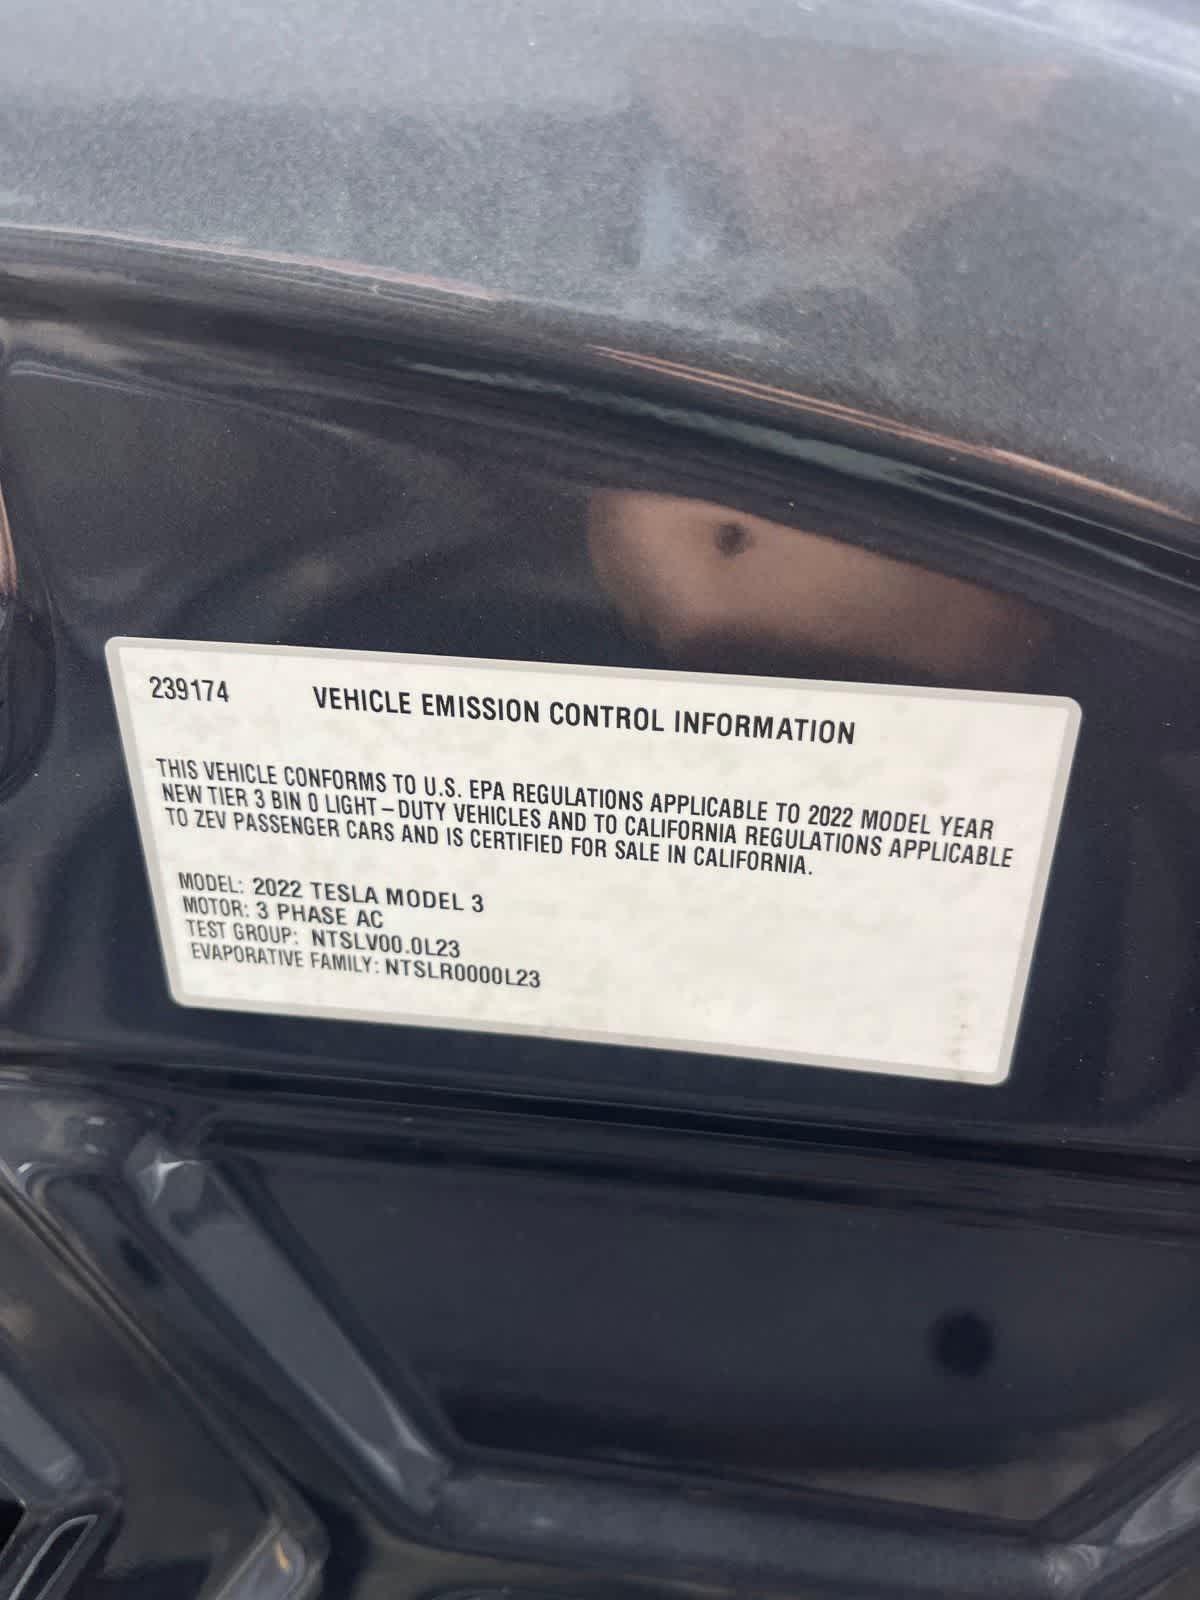 239174 VEHICLE EMISSION CONTROL INFORMATION
THIS VEHICLE CONFORMS TO U.S. EPA REGULATIONS APPLICABLE TO 2022 MODEL YEAR
NEW TIER 3 BIN 0 LIGHT-DUTY VEHICLES AND TO CALIFORNIA REGULATIONS APPLICABLE
TO ZEV PASSENGER CARS AND IS CERTIFIED FOR SALE IN CALIFORNIA.
MODEL: 2022 TESLA MODEL 3
MOTOR: 3 PHASE AC
TEST GROUP: NTSLV00.0L23
EVAPORATIVE FAMILY: NTSLR0000L23